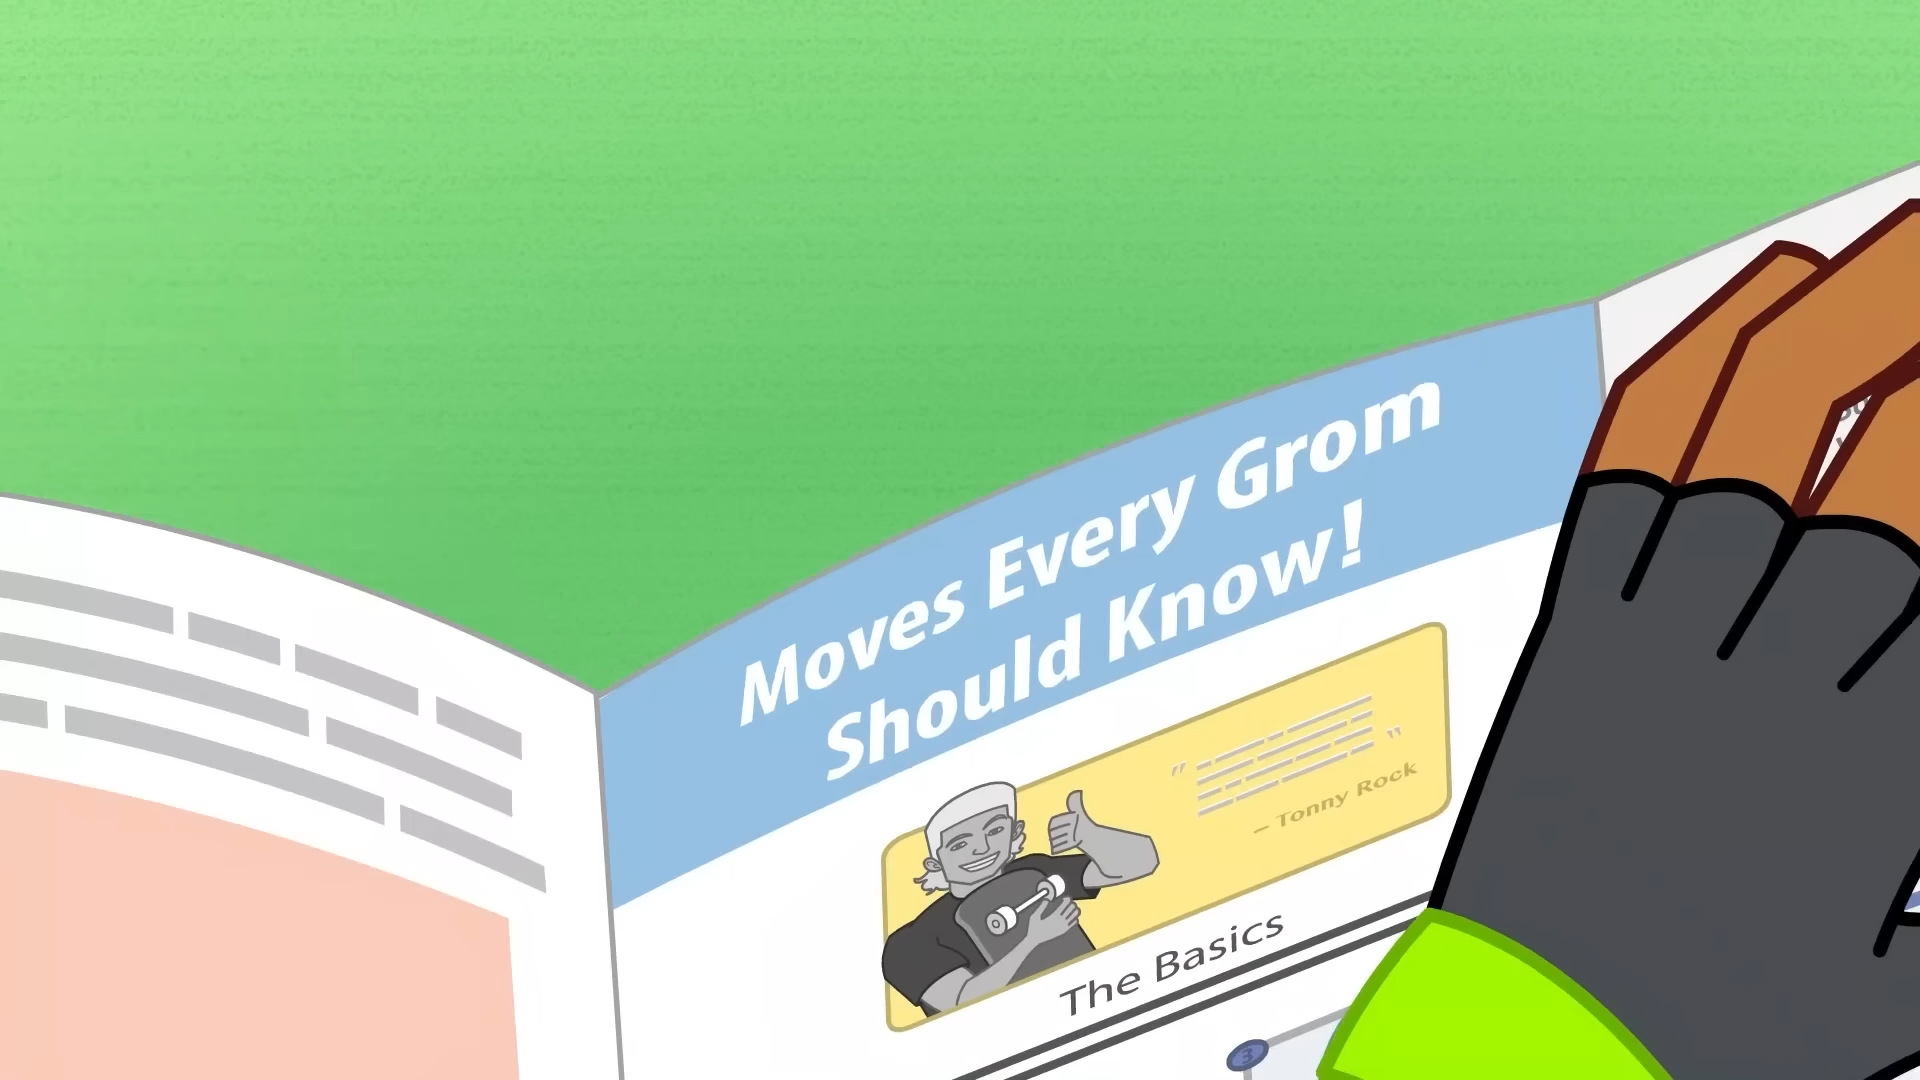 Moves Every Grom
Should Know!
" "
– Tonny Rock
The Basics
3